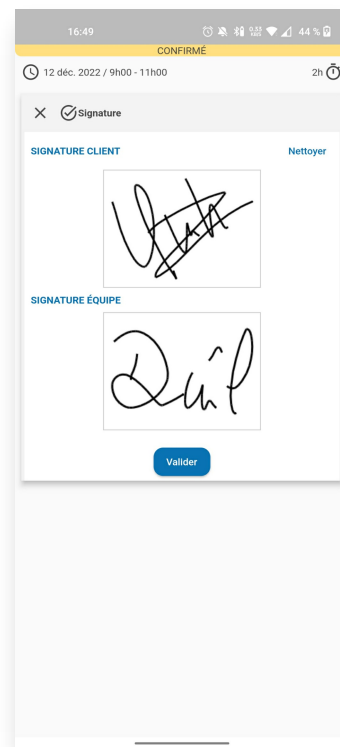 16:49 44 %
CONFIRMÉ
12 déc. 2022 / 9h00 - 11h00 2h
Signature
SIGNATURE CLIENT Nettoyer
SIGNATURE ÉQUIPE
Valider